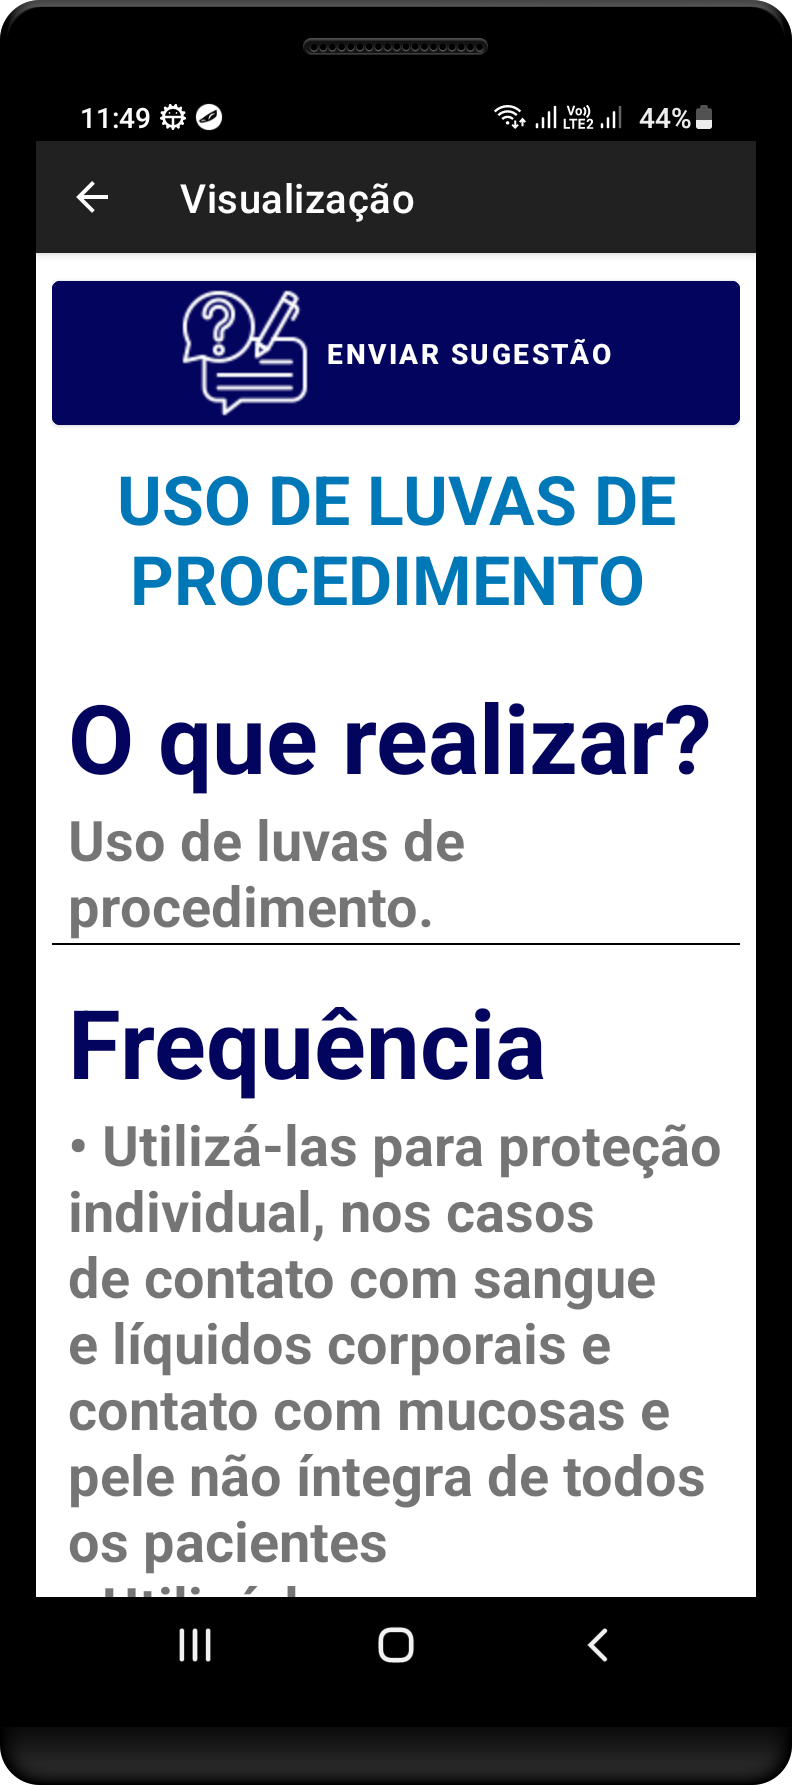 11:49
Vo)) LTE2
44%
Visualização
ENVIAR SUGESTÃO
USO DE LUVAS DE
PROCEDIMENTO
O que realizar?
Uso de luvas de
procedimento.
Frequência
• Utilizá-las para proteção
individual, nos casos
de contato com sangue
e líquidos corporais e
contato com mucosas e
pele não íntegra de todos
os pacientes